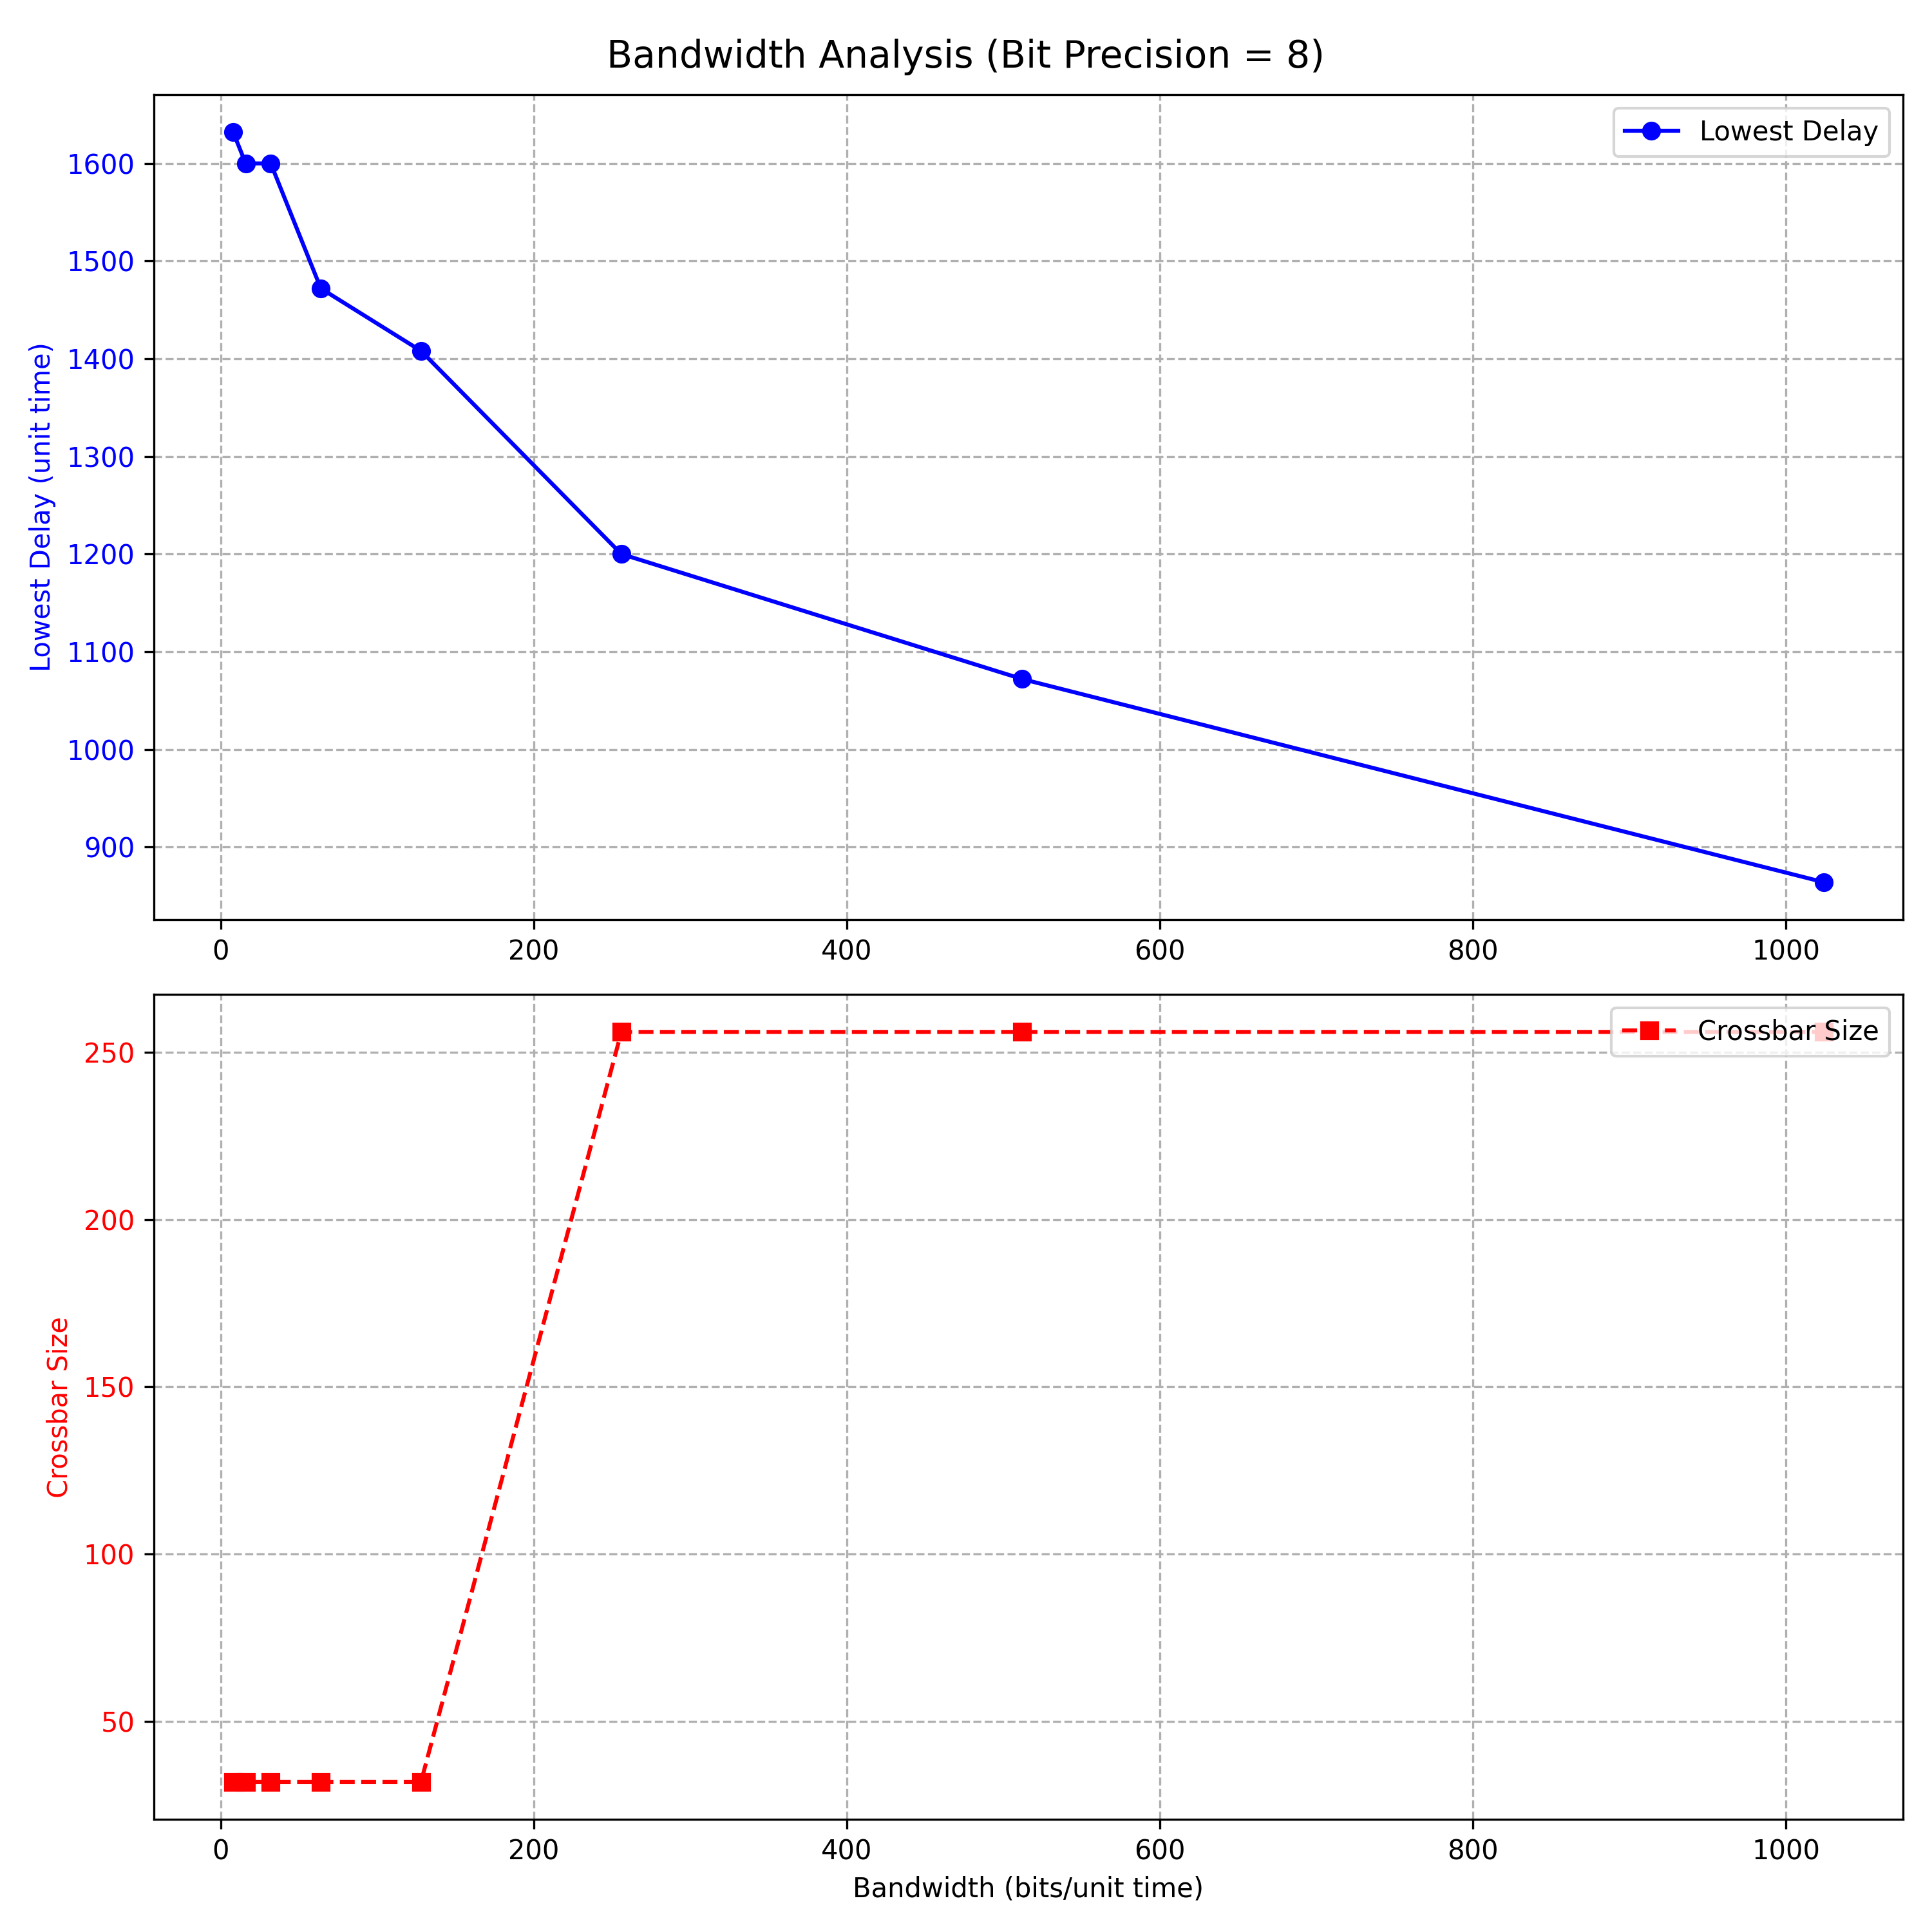 Bandwidth Analysis (Bit Precision = 8)
Lowest Delay
1600
1500
1400
1300
1200
1100
1000
900
Lowest Delay (unit time)
0 200 400 600 800 1000
Crossbar Size
250
200
150
100
50
Crossbar Size
0 200 400 600 800 1000
Bandwidth (bits/unit time)